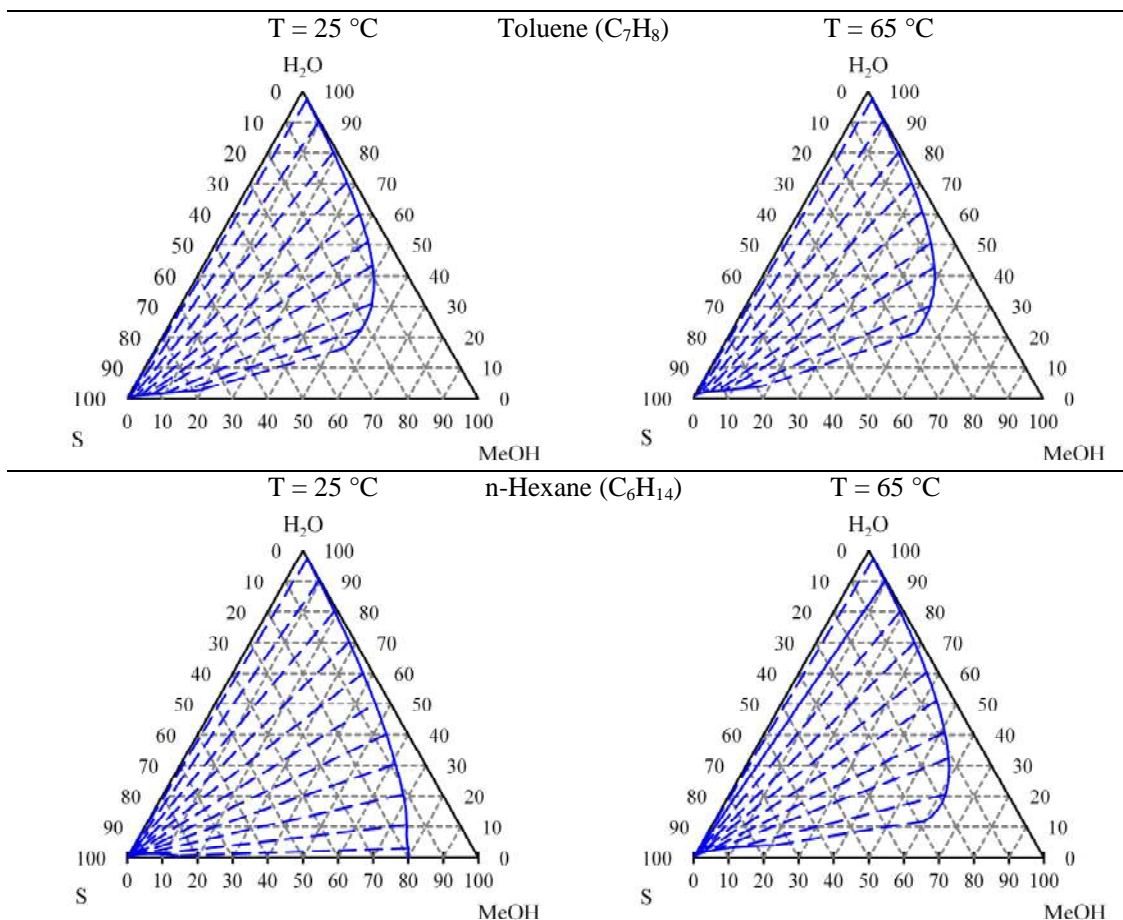 T = 25 °C Toluene (C₇H₈) T = 65 °C
H₂O H₂O
0 100 0 100
10 90 10 90
20 80 20 80
30 70 30 70
40 60 40 60
50 50 50 50
60 40 60 40
70 30 70 30
80 20 80 20
90 10 90 10
100 0 100 0
0 10 20 30 40 50 60 70 80 90 100 0 10 20 30 40 50 60 70 80 90 100
S MeOH S MeOH
T = 25 °C n-Hexane (C₆H₁₄) T = 65 °C
H₂O H₂O
0 100 0 100
10 90 10 90
20 80 20 80
30 70 30 70
40 60 40 60
50 50 50 50
60 40 60 40
70 30 70 30
80 20 80 20
90 10 90 10
100 0 100 0
0 10 20 30 40 50 60 70 80 90 100 0 10 20 30 40 50 60 70 80 90 100
S MeOH S MeOH